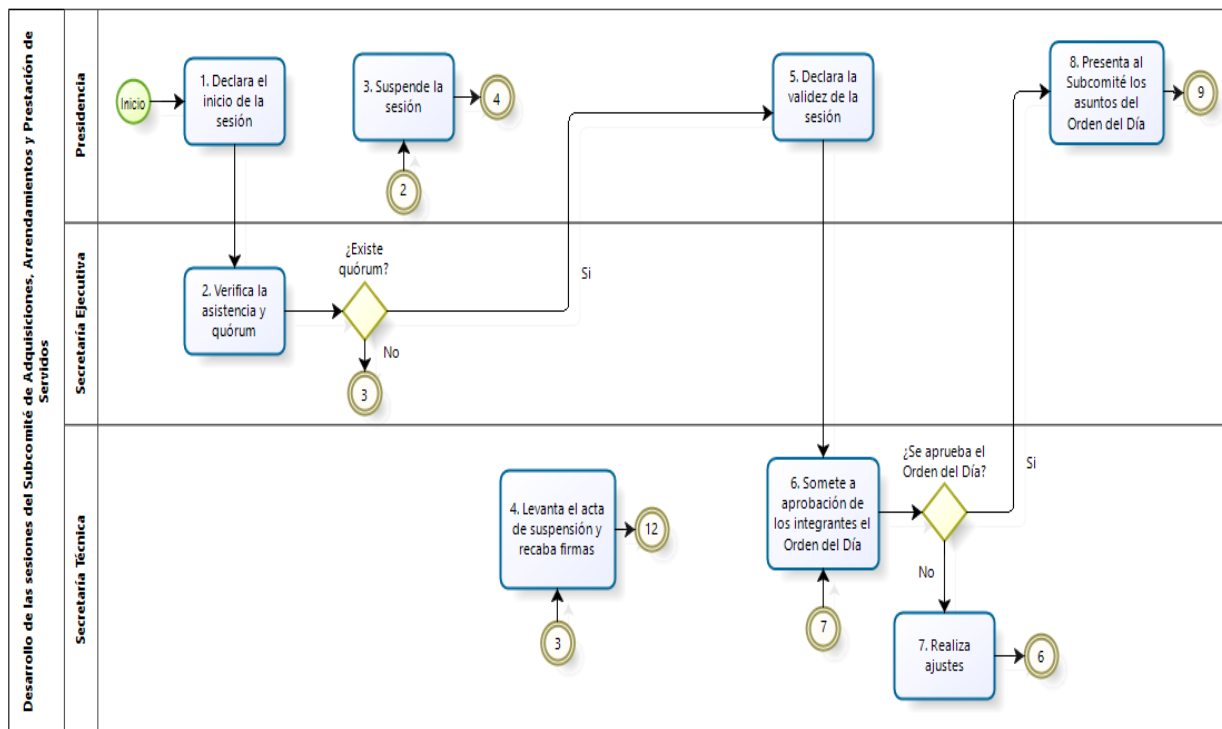 Desarrollo de las sesiones del Subcomité de Adquisiciones, Arrendamientos y Prestación de
Servidos
Presidencia
Inicio
1. Declara el
inicio de la
sesión
3. Suspende la
sesión
4
2
5. Declara la
validez de la
sesión
8. Presenta al
Subcomité los
asuntos del
Orden del Día
9
Secretaría Ejecutiva
2. Verifica la
asistencia y
quórum
¿Existe
quórum?
Si
No
3
Secretaría Técnica
4. Levanta el acta
de suspensión y
recaba firmas
12
3
6. Somete a
aprobación de
los integrantes el
Orden del Día
7
¿Se aprueba el
Orden del Día?
Si
No
7. Realiza
ajustes
6